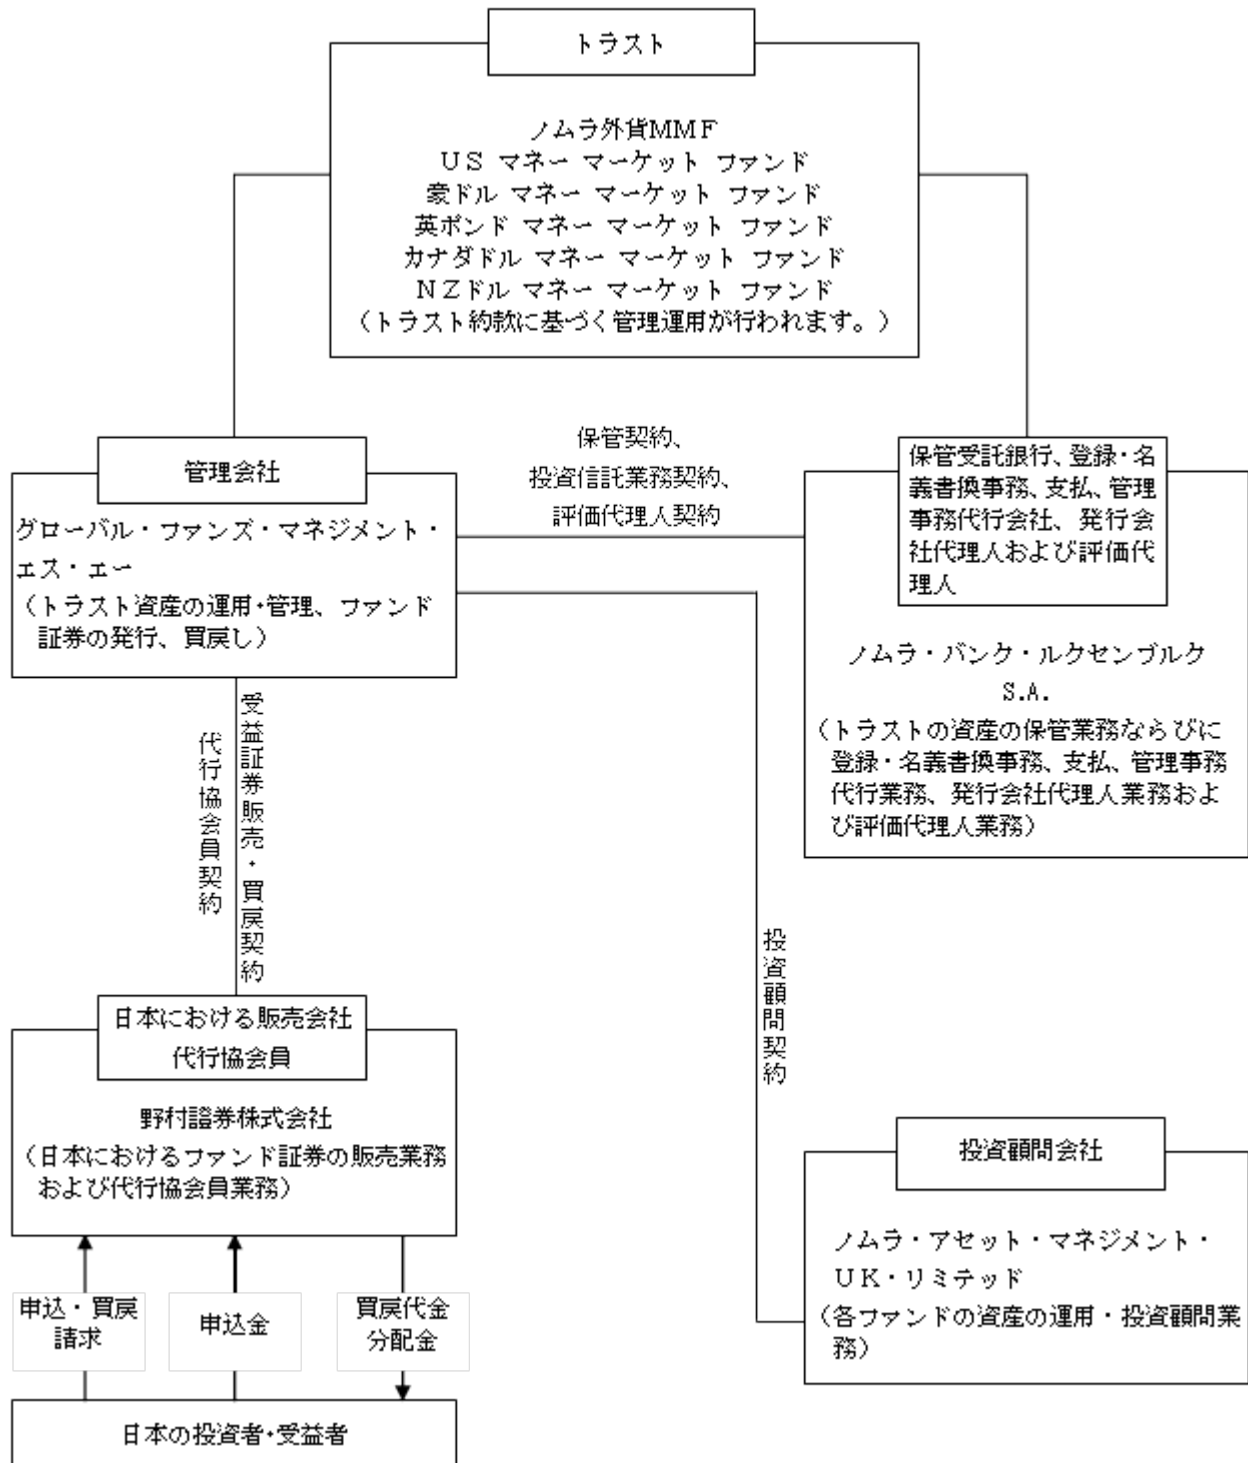 トラスト
ノムラ外貨MMF
US マネー マーケット ファンド
豪ドル マネー マーケット ファンド
英ポンド マネー マーケット ファンド
カナダドル マネー マーケット ファンド
NZドル マネー マーケット ファンド
(トラスト約款に基づく管理運用が行われます。)
管理会社
グローバル・ファンズ・マネジメント・
エス・エー
(トラスト資産の運用・管理、ファンド
証券の発行、買戻し)
保管契約、
投資信託業務契約、
評価代理人契約
保管受託銀行、登録・名
義書換事務、支払、管理
事務代行会社、発行会
社代理人および評価代
理人
ノムラ・バンク・ルクセンブルク
S.A.
(トラストの資産の保管業務ならびに
登録・名義書換事務、支払、管理事務
代行業務、発行会社代理人業務およ
び評価代理人業務)
代行協会員契約
受益証券販売・買戻契約
投資顧問契約
日本における販売会社
代行協会員
野村證券株式会社
(日本におけるファンド証券の販売業務
および代行協会員業務)
投資顧問会社
ノムラ・アセット・マネジメント・
UK・リミテッド
(各ファンドの資産の運用・投資顧問業
務)
申込・買戻
請求
申込金
買戻代金
分配金
日本の投資者・受益者